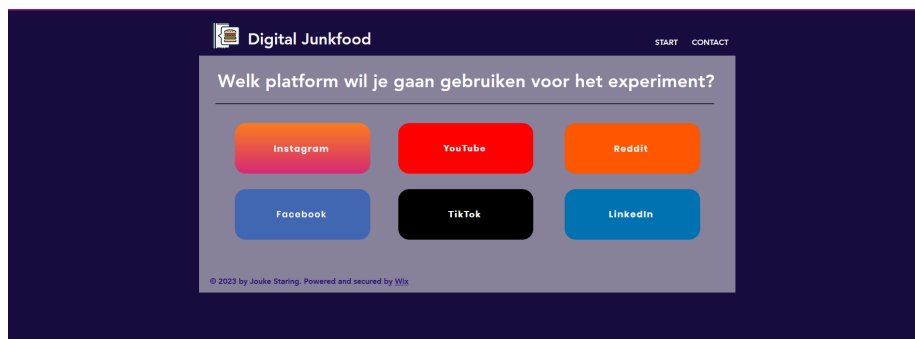 Digital Junkfood
START CONTACT
Welk platform wil je gaan gebruiken voor het experiment?
Instagram YouTube Reddit
Facebook TikTok LinkedIn
© 2023 by Jouke Staring. Powered and secured by Wix